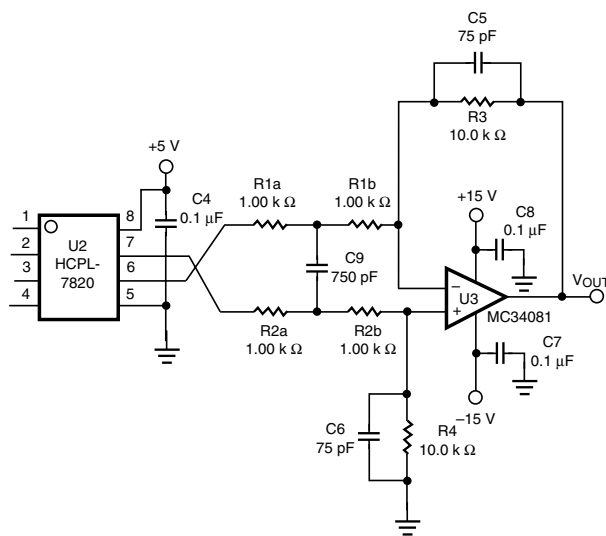 C5
75 pF
R3
10.0 k Ω
+5 V
C4
0.1 μF
R1a
1.00 k Ω
R1b
1.00 k Ω
+15 V
C8
0.1 μF
1
2
3
4
U2
HCPL-
7820
8
7
6
5
C9
750 pF
R2a
1.00 k Ω
R2b
1.00 k Ω
–
+
U3
MC34081
VOUT
C7
0.1 μF
–15 V
C6
75 pF
R4
10.0 k Ω